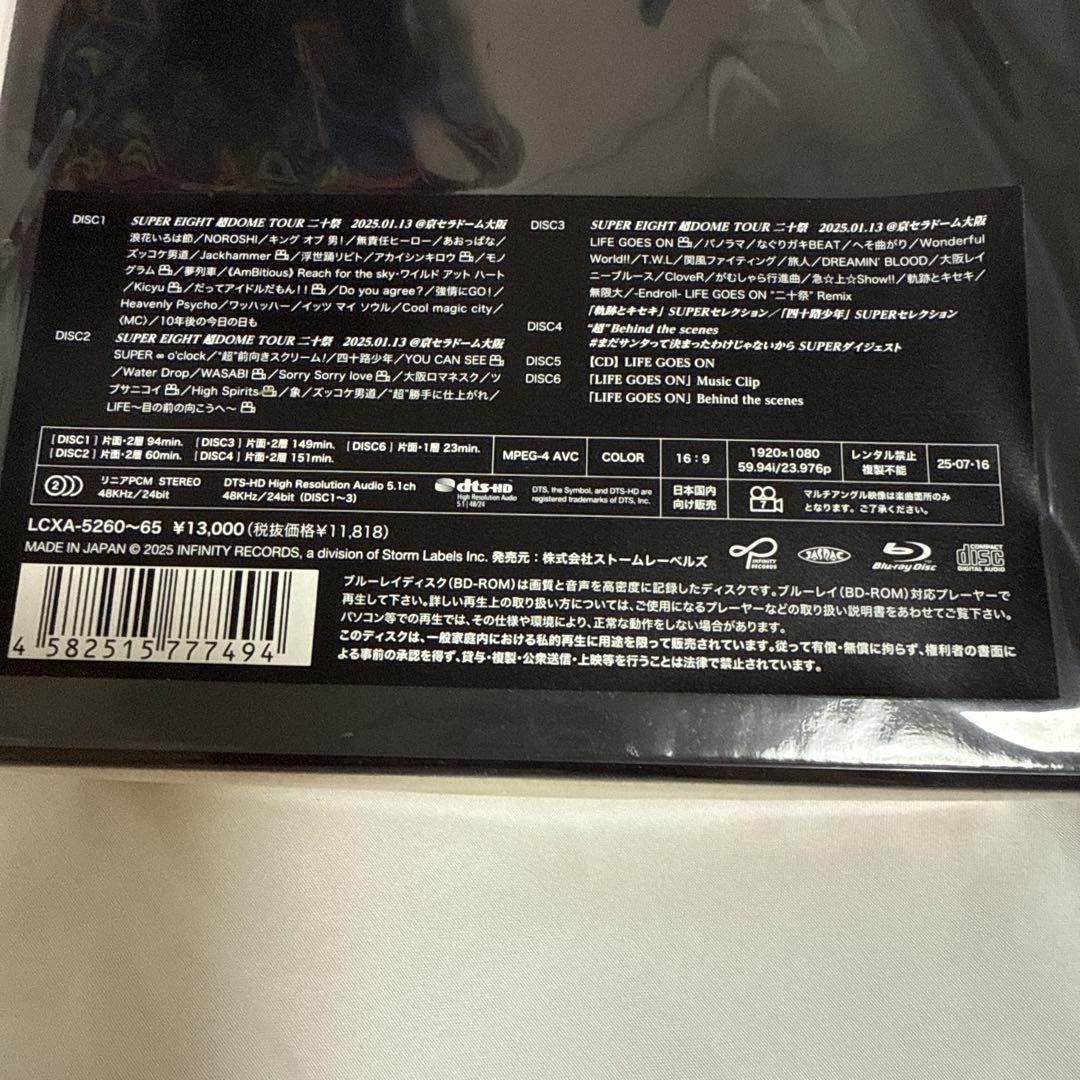 DISC1 SUPER EIGHT 超DOME TOUR 二十祭 2025.01.13 @京セラドーム大阪
浪花いろは節/NOROSHI/キング オブ 男!/無責任ヒーロー/あおっぱな/
ズッコケ男道/Jackhammer/浮世踊リビト/アカイシンキロウ/モノ
グラム/夢列車/《AmBitious》Reach for the sky・ワイルド アット ハート
/Kicyu/だってアイドルだもん!!/Do you agree?/強情にGO!/
Heavenly Psycho/ワッハッハー/イッツ マイ ソウル/Cool magic city/
〈MC〉/10年後の今日の日も
DISC2 SUPER EIGHT 超DOME TOUR 二十祭 2025.01.13 @京セラドーム大阪
SUPER ∞ o'clock/“超”前向きスクリーム!/四十路少年/YOU CAN SEE
/Water Drop/WASABI/Sorry Sorry love/大阪ロマネスク/ツ
ブサニコイ/High Spirits/象/ズッコケ男道/“超”勝手に仕上がれ/
LIFE〜目の前の向こうへ〜
DISC3 SUPER EIGHT 超DOME TOUR 二十祭 2025.01.13 @京セラドーム大阪
LIFE GOES ON/パノラマ/なぐりガキBEAT/へそ曲がり/Wonderful
World!!/T.W.L/関風ファイティング/旅人/DREAMIN' BLOOD/大阪レイ
ニーブルース/CloveR/がむしゃら行進曲/急☆上☆Show!!/軌跡とキセキ/
無限大/-Endroll- LIFE GOES ON “二十祭” Remix
「軌跡とキセキ」SUPERセレクション/「四十路少年」SUPERセレクション
DISC4 “超”Behind the scenes
#まだサンタって決まったわけじゃないから SUPERダイジェスト
DISC5 [CD] LIFE GOES ON
DISC6 「LIFE GOES ON」Music Clip
「LIFE GOES ON」Behind the scenes
[DISC1]片面・2層 94min. [DISC3]片面・2層 149min. [DISC6]片面・1層 23min.
[DISC2]片面・2層 60min. [DISC4]片面・2層 151min.
MPEG-4 AVC
COLOR
16:9
1920×1080
59.94i/23.976p
レンタル禁止
複製不能
25・07・16
2
リニアPCM STEREO
48KHz/24bit
DTS-HD High Resolution Audio 5.1ch
48KHz/24bit (DISC1〜3)
dts-HD
High Resolution Audio
5.1|48/24
DTS, the Symbol, and DTS-HD are
registered trademarks of DTS, Inc.
日本国内
向け販売
7
マルチアングル映像は楽曲箇所のみ
となります。ご了承ください。
LCXA-5260〜65 ¥13,000(税抜価格¥11,818)
MADE IN JAPAN © 2025 INFINITY RECORDS, a division of Storm Labels Inc. 発売元:株式会社ストームレーベルズ
INFINITY
RECORDS
JASRAC
Blu-ray Disc
COMPACT
disc
DIGITAL AUDIO
ブルーレイディスク(BD-ROM)は画質と音声を高密度に記録したディスクです。ブルーレイ(BD-ROM)対応プレーヤーで
再生して下さい。詳しい再生上の取り扱い方については、ご使用になるプレーヤーなどの取り扱い説明書をあわせてご覧下さい。
パソコン等での再生では、その仕様や環境により、正常な動作をしない場合があります。
このディスクは、一般家庭内における私的再生に用途を限って販売されています。従って有償・無償に拘らず、権利者の書面に
よる事前の承認を得ず、貸与・複製・公衆送信・上映等を行うことは法律で禁止されています。
4 582515 777494